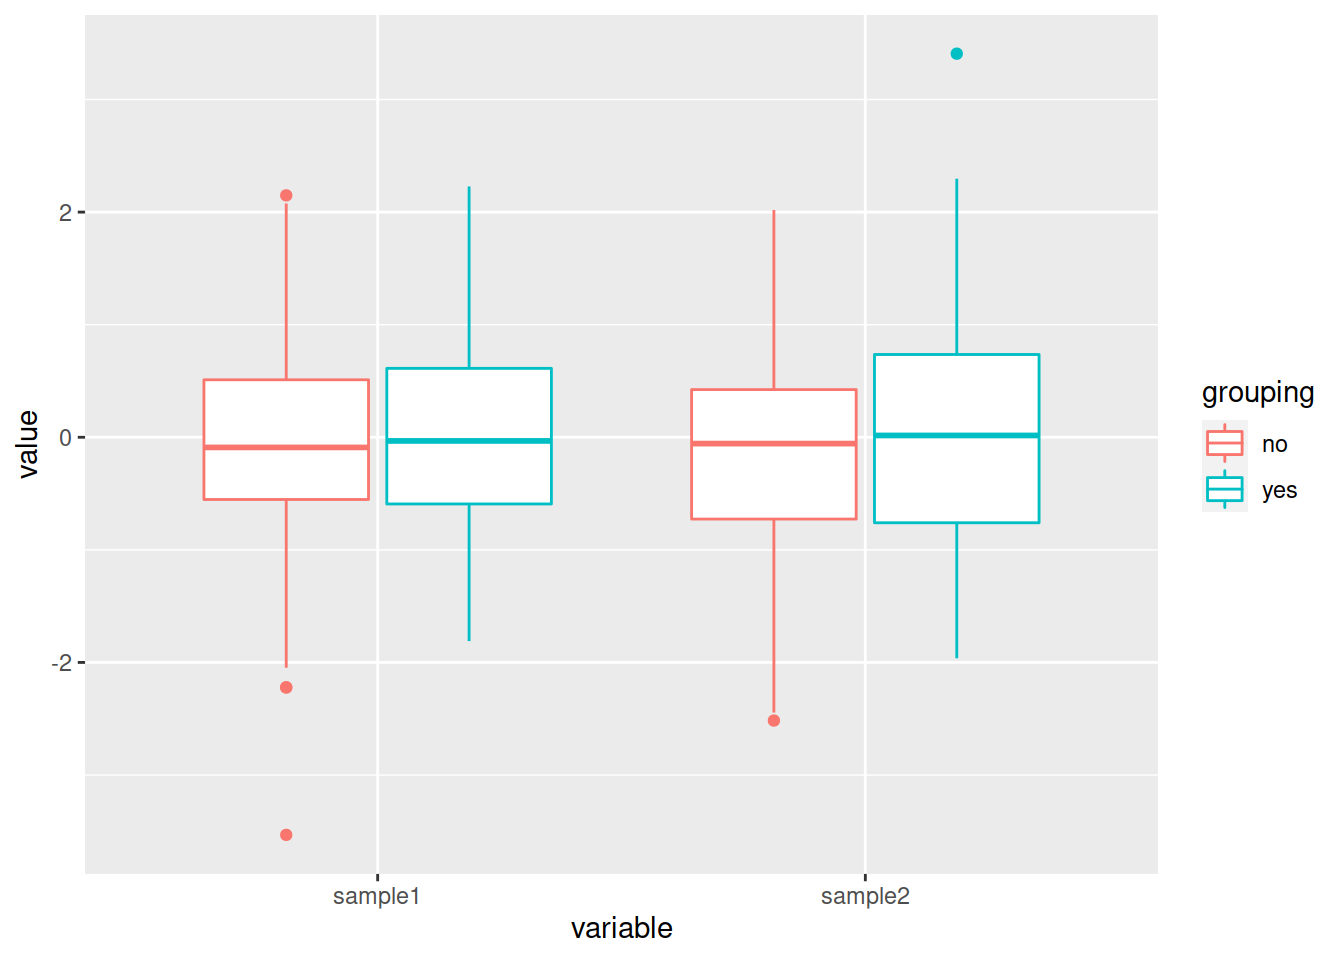 value
2
0
-2
sample1
sample2
variable
grouping
no
yes